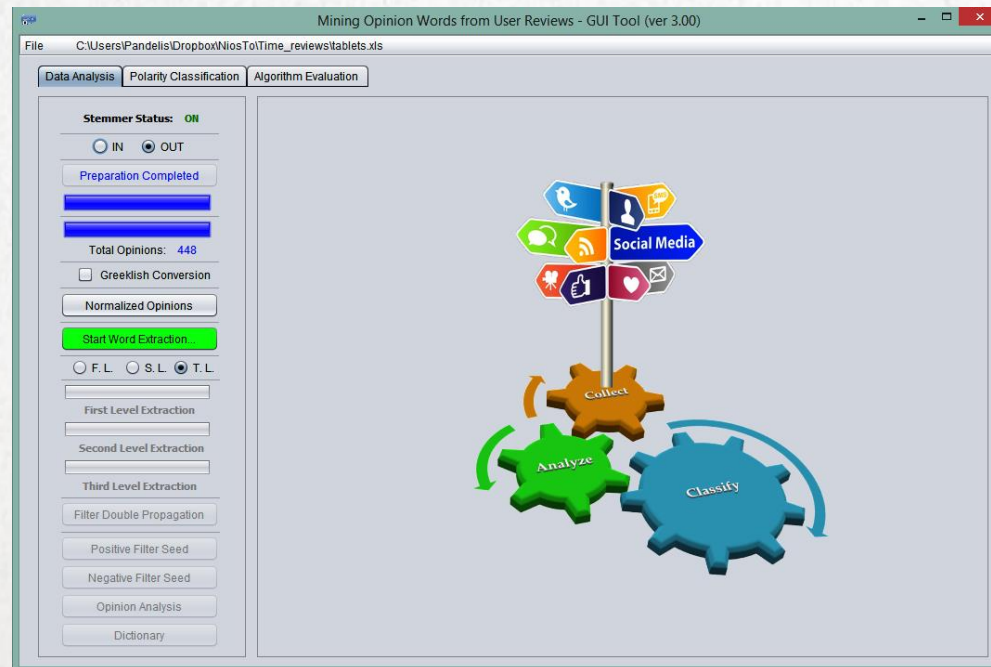 Mining Opinion Words from User Reviews - GUI Tool (ver 3.00)
File C:\Users\Pandelis\Dropbox\NiosTo\Time_reviews\tablets.xls
Data Analysis Polarity Classification Algorithm Evaluation
Stemmer Status: ON
IN OUT
Preparation Completed
Total Opinions: 448
Greeklish Conversion
Normalized Opinions
Start Word Extraction...
F. L. S. L. T. L.
First Level Extraction
Second Level Extraction
Third Level Extraction
Filter Double Propagation
Positive Filter Seed
Negative Filter Seed
Opinion Analysis
Dictionary
Social Media
Collect
Analyze
Classify